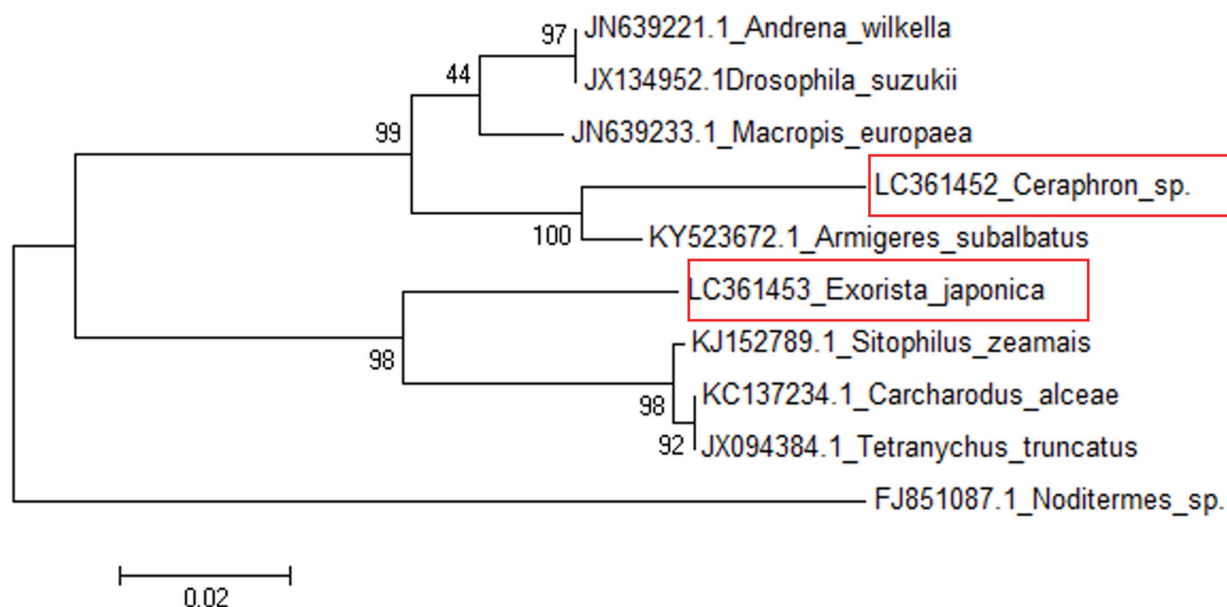 97
JN639221.1_Andrena_wilkella
JX134952.1Drosophila_suzukii
44
JN639233.1_Macropis_europaea
99
LC361452_Ceraphron_sp.
100
KY523672.1_Armigeres_subalbatus
LC361453_Exorista_japonica
98
KJ152789.1_Sitophilus_zeamais
98
KC137234.1_Carcharodus_alceae
92
JX094384.1_Tetranychus_truncatus
FJ851087.1_Noditermes_sp.
0.02